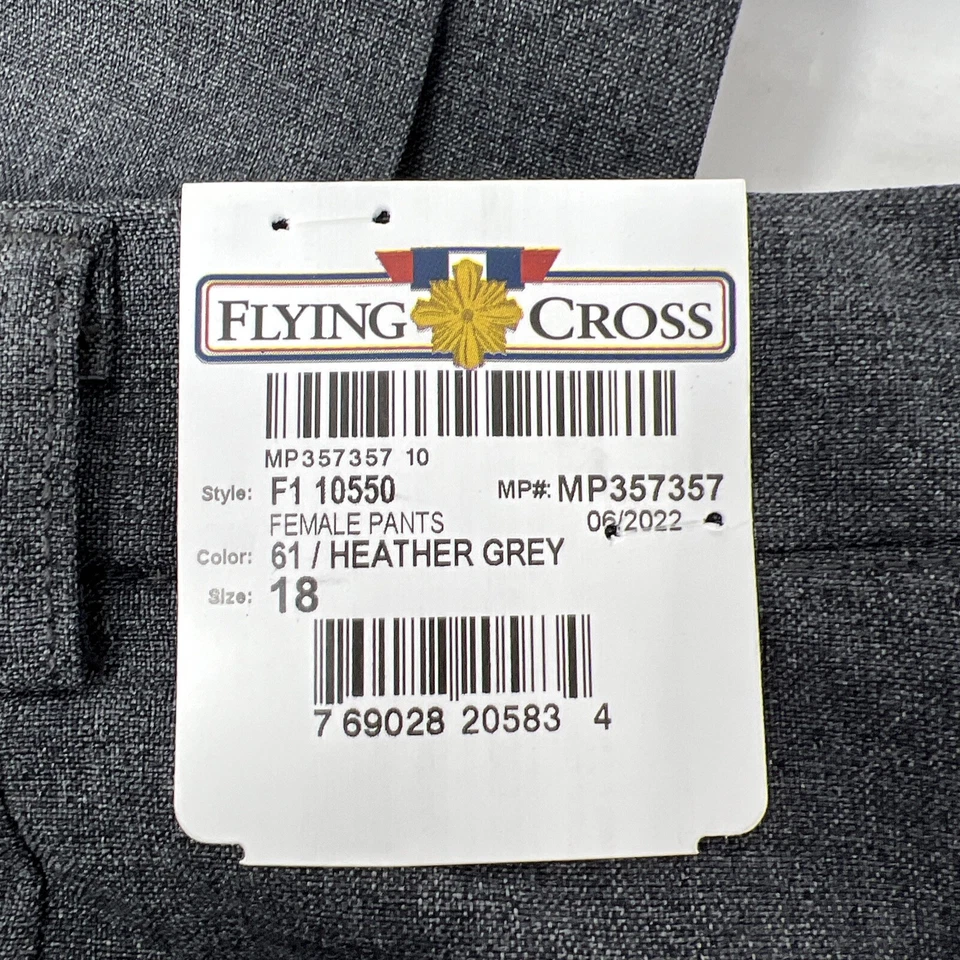 FLYING CROSS
MP357357 10
Style: F1 10550 MP#: MP357357
FEMALE PANTS 06/2022
Color: 61 / HEATHER GREY
Size: 18
7 69028 20583 4